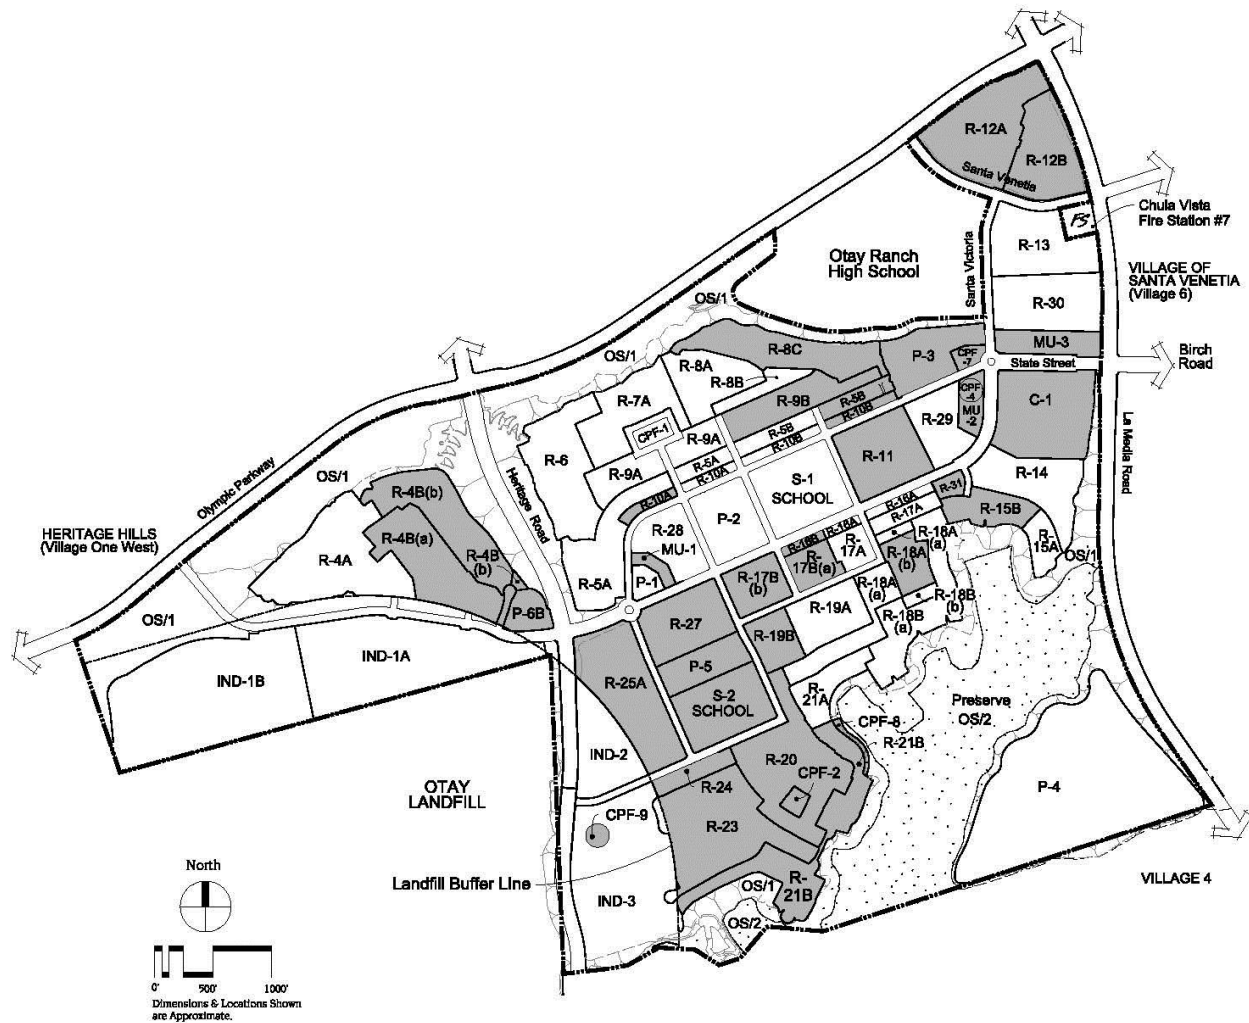 R-12A
R-12B
Santa Venetia
FS
Chula Vista
Fire Station #7
R-13
Otay Ranch
High School
Santa Victoria
VILLAGE OF
SANTA VENETIA
(Village 6)
R-30
OS/1
MU-3
R-8C
P-3
CPF
-7
State Street
Birch
Road
OS/1
R-8A
R-8B
R-7A
R-9B
R-5B
R-10B
CPF
-4
MU
-2
C-1
R-29
CPF-1
R-9A
R-5B
R-10B
La Media Road
R-6
R-9A
R-5A
R-10A
R-11
Olympic Parkway
OS/1
Heritage Road
S-1
SCHOOL
R-14
R-4B(b)
R-10A
R-31
R-16A
R-17A
R-15B
HERITAGE HILLS
(Village One West)
R-4B(a)
R-28
P-2
R-16B
R-16A
R-18A
(a)
R-15A
OS/1
R-4A
R-4B
(b)
MU-1
R-17A
R-18A
(b)
R-17B(a)
R-17B
(b)
R-5A
P-1
R-18A
(a)
R-18B
(b)
OS/1
P-6B
R-19A
R-18B
(a)
R-27
R-19B
IND-1A
IND-1B
R-25A
P-5
R-21A
S-2
SCHOOL
Preserve
OS/2
CPF-8
R-21B
IND-2
R-20
OTAY
LANDFILL
CPF-2
R-24
P-4
CPF-9
R-23
North
Landfill Buffer Line
R-
21B
OS/1
VILLAGE 4
IND-3
OS/2
0' 500' 1000'
Dimensions & Locations Shown
are Approximate.